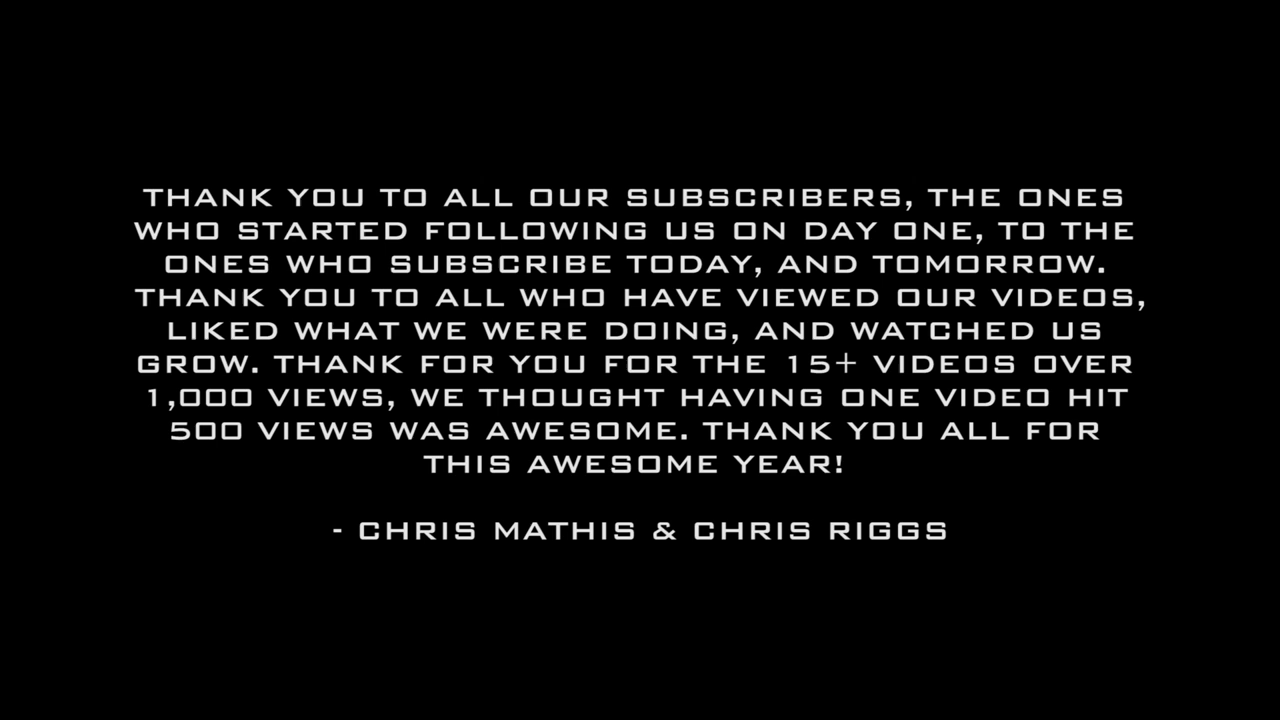 THANK YOU TO ALL OUR SUBSCRIBERS, THE ONES
WHO STARTED FOLLOWING US ON DAY ONE, TO THE
ONES WHO SUBSCRIBE TODAY, AND TOMORROW.
THANK YOU TO ALL WHO HAVE VIEWED OUR VIDEOS,
LIKED WHAT WE WERE DOING, AND WATCHED US
GROW. THANK FOR YOU FOR THE 15+ VIDEOS OVER
1,000 VIEWS, WE THOUGHT HAVING ONE VIDEO HIT
500 VIEWS WAS AWESOME. THANK YOU ALL FOR
THIS AWESOME YEAR!
- CHRIS MATHIS & CHRIS RIGGS